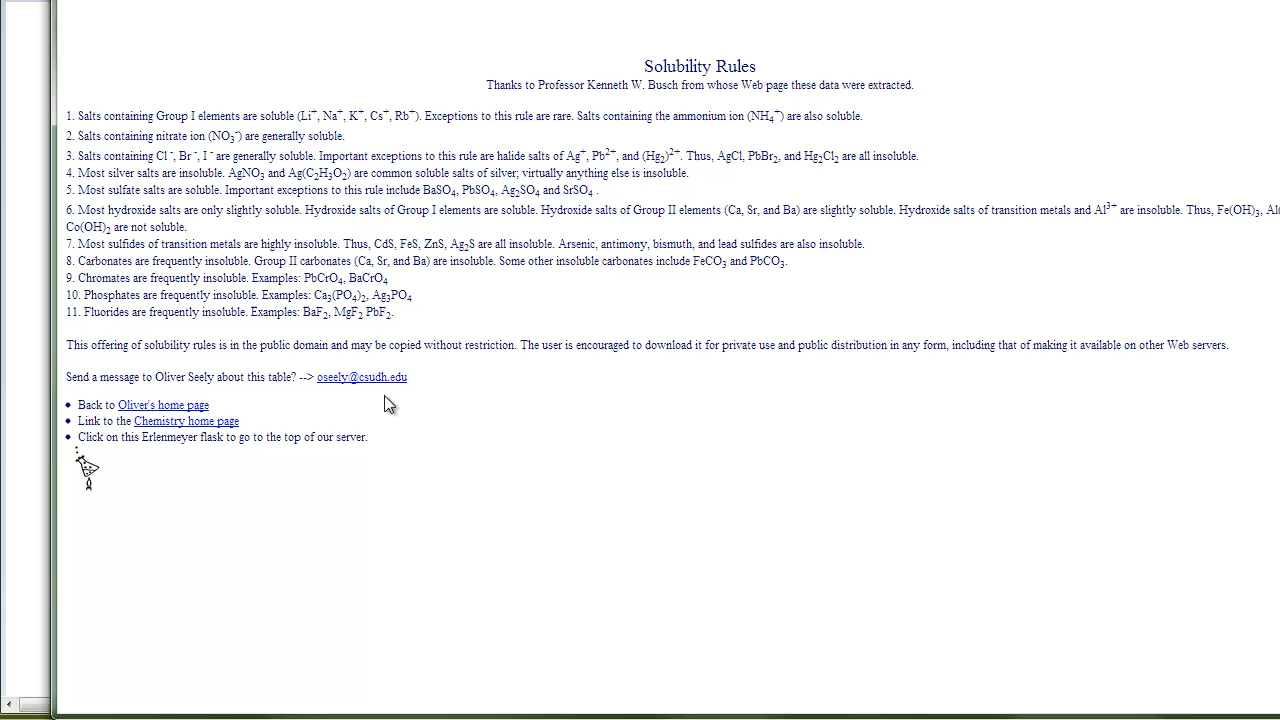 Solubility Rules
Thanks to Professor Kenneth W. Busch from whose Web page these data were extracted.
1. Salts containing Group I elements are soluble (Li⁺, Na⁺, K⁺, Cs⁺, Rb⁺). Exceptions to this rule are rare. Salts containing the ammonium ion (NH₄⁺) are also soluble.
2. Salts containing nitrate ion (NO₃⁻) are generally soluble.
3. Salts containing Cl⁻, Br⁻, I⁻ are generally soluble. Important exceptions to this rule are halide salts of Ag⁺, Pb²⁺, and (Hg₂)²⁺. Thus, AgCl, PbBr₂, and Hg₂Cl₂ are all insoluble.
4. Most silver salts are insoluble. AgNO₃ and Ag(C₂H₃O₂) are common soluble salts of silver; virtually anything else is insoluble.
5. Most sulfate salts are soluble. Important exceptions to this rule include BaSO₄, PbSO₄, Ag₂SO₄ and SrSO₄ .
6. Most hydroxide salts are only slightly soluble. Hydroxide salts of Group I elements are soluble. Hydroxide salts of Group II elements (Ca, Sr, and Ba) are slightly soluble. Hydroxide salts of transition metals and Al³⁺ are insoluble. Thus, Fe(OH)₃,
Co(OH)₂ are not soluble.
7. Most sulfides of transition metals are highly insoluble. Thus, CdS, FeS, ZnS, Ag₂S are all insoluble. Arsenic, antimony, bismuth, and lead sulfides are also insoluble.
8. Carbonates are frequently insoluble. Group II carbonates (Ca, Sr, and Ba) are insoluble. Some other insoluble carbonates include FeCO₃ and PbCO₃.
9. Chromates are frequently insoluble. Examples: PbCrO₄, BaCrO₄
10. Phosphates are frequently insoluble. Examples: Ca₃(PO₄)₂, Ag₃PO₄
11. Fluorides are frequently insoluble. Examples: BaF₂, MgF₂ PbF₂.
This offering of solubility rules is in the public domain and may be copied without restriction. The user is encouraged to download it for private use and public distribution in any form, including that of making it available on other Web servers.
Send a message to Oliver Seely about this table? --> oseely@csudh.edu
• Back to Oliver's home page
• Link to the Chemistry home page
• Click on this Erlenmeyer flask to go to the top of our server.